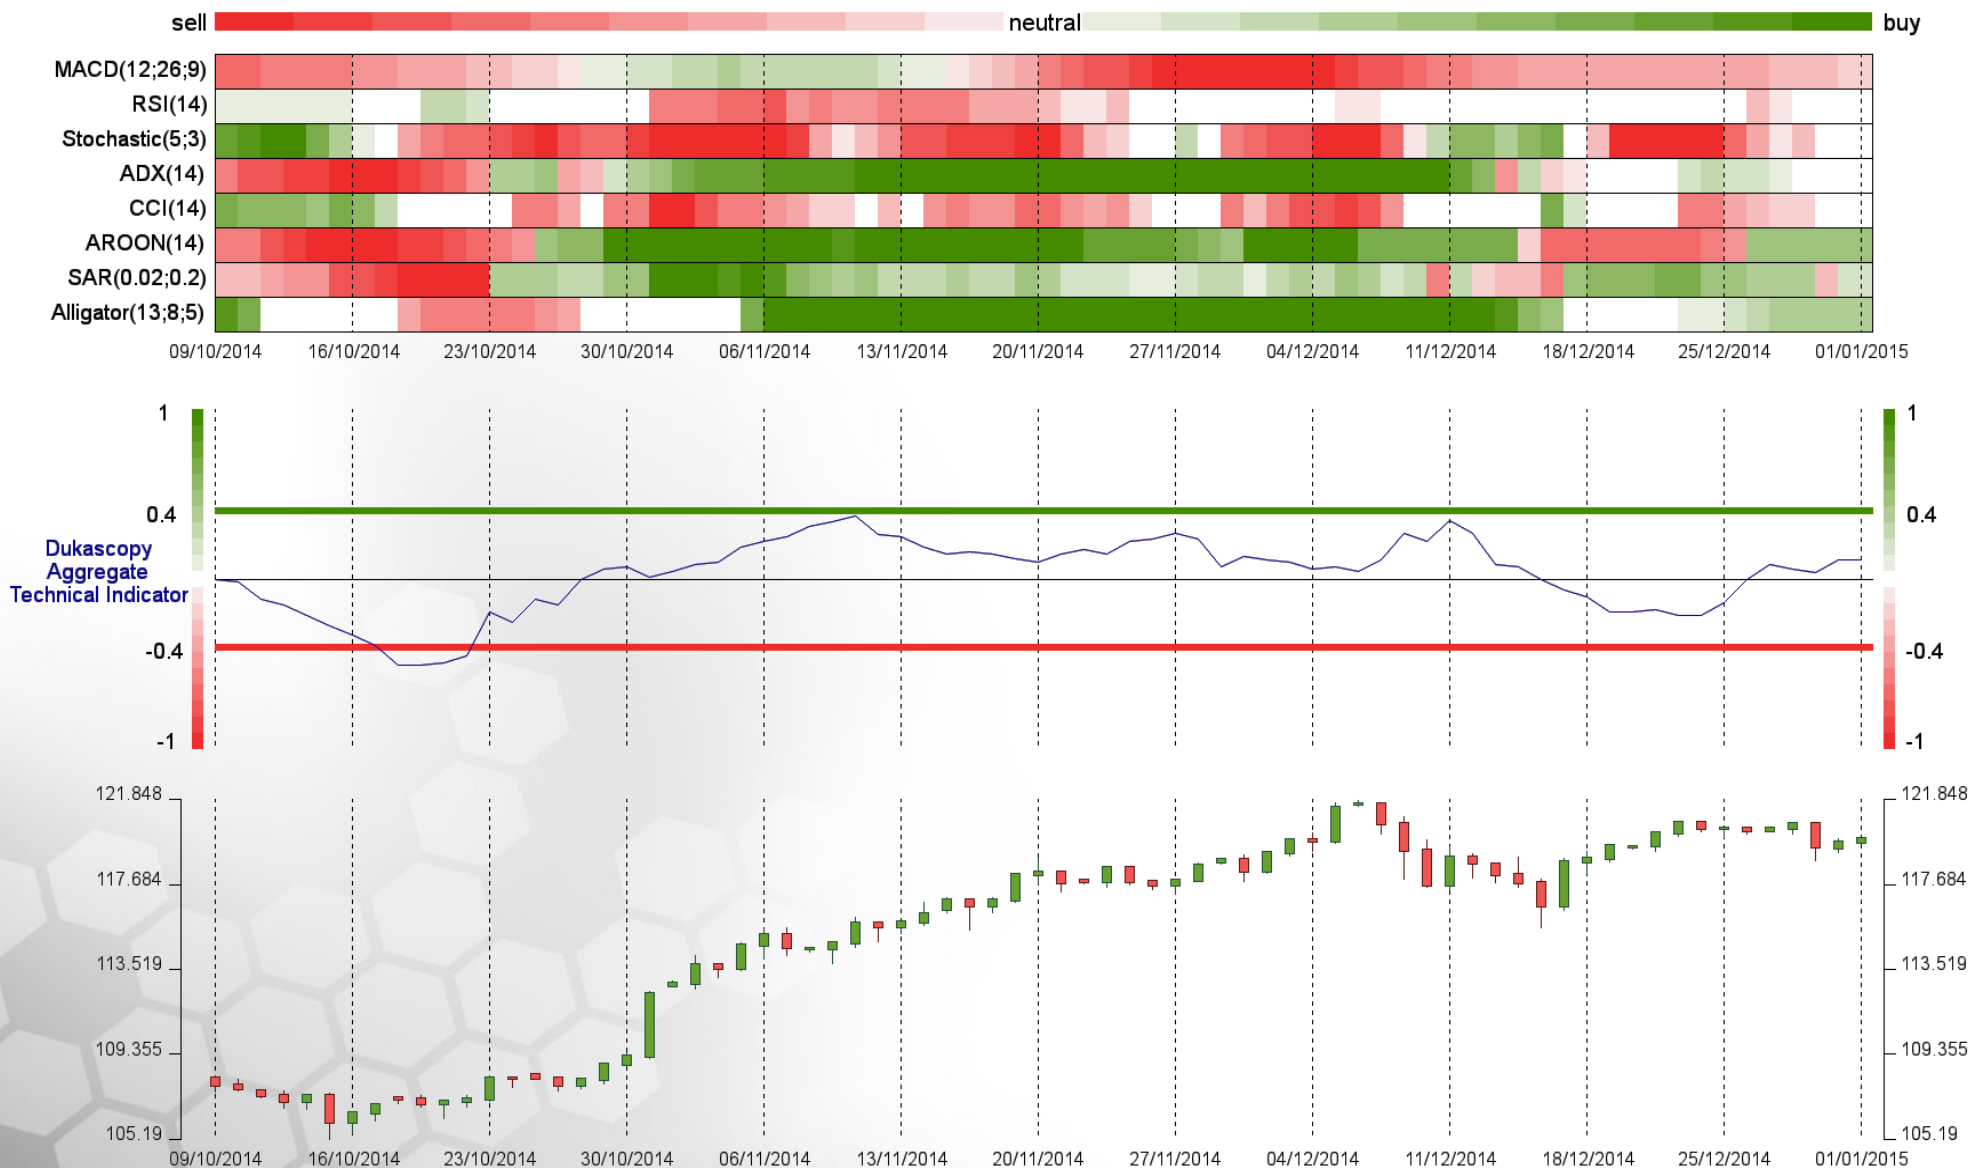 sell neutral buy
MACD(12;26;9)
RSI(14)
Stochastic(5;3)
ADX(14)
CCI(14)
AROON(14)
SAR(0.02;0.2)
Alligator(13;8;5)
09/10/2014 16/10/2014 23/10/2014 30/10/2014 06/11/2014 13/11/2014 20/11/2014 27/11/2014 04/12/2014 11/12/2014 18/12/2014 25/12/2014 01/01/2015
1 1
0.4 0.4
Dukascopy
Aggregate
Technical Indicator
-0.4 -0.4
-1 -1
121.848 121.848
117.684 117.684
113.519 113.519
109.355 109.355
105.19 105.19
09/10/2014 16/10/2014 23/10/2014 30/10/2014 06/11/2014 13/11/2014 20/11/2014 27/11/2014 04/12/2014 11/12/2014 18/12/2014 25/12/2014 01/01/2015